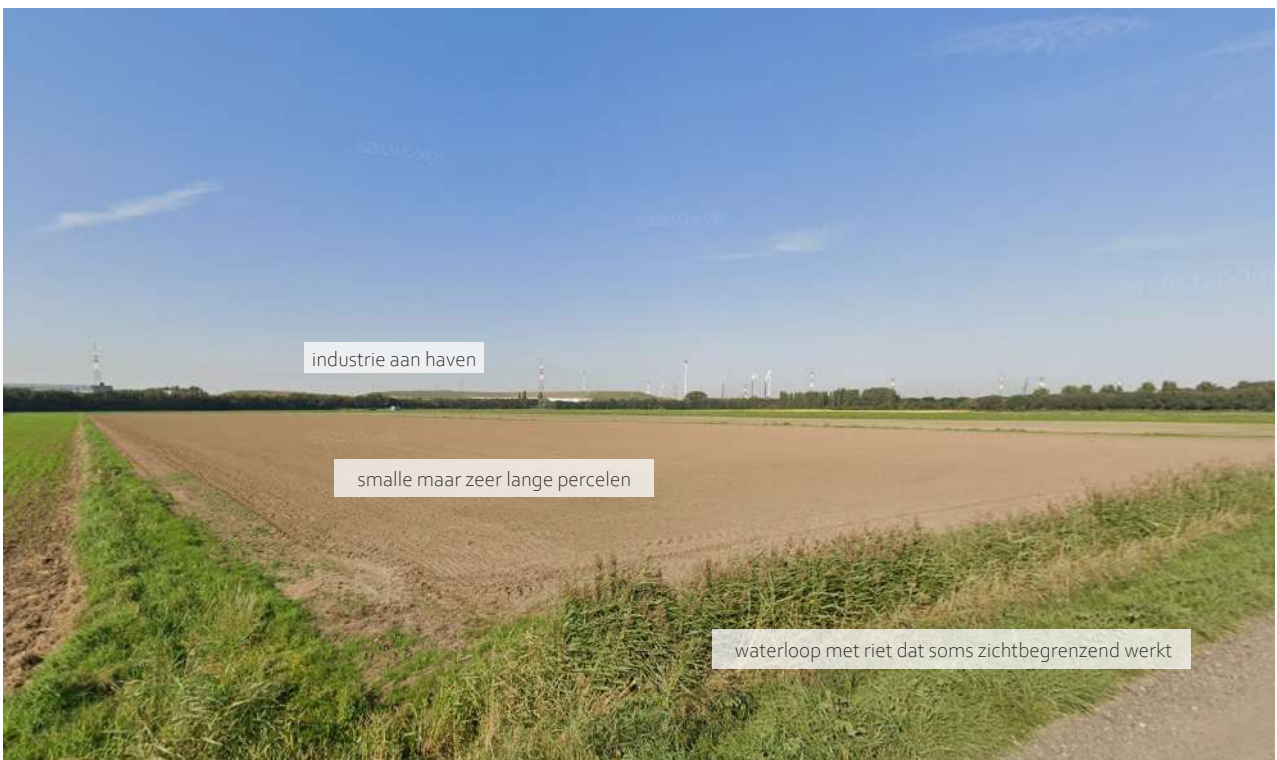 industrie aan haven
smalle maar zeer lange percelen
waterloop met riet dat soms zichtbegrenzend werkt